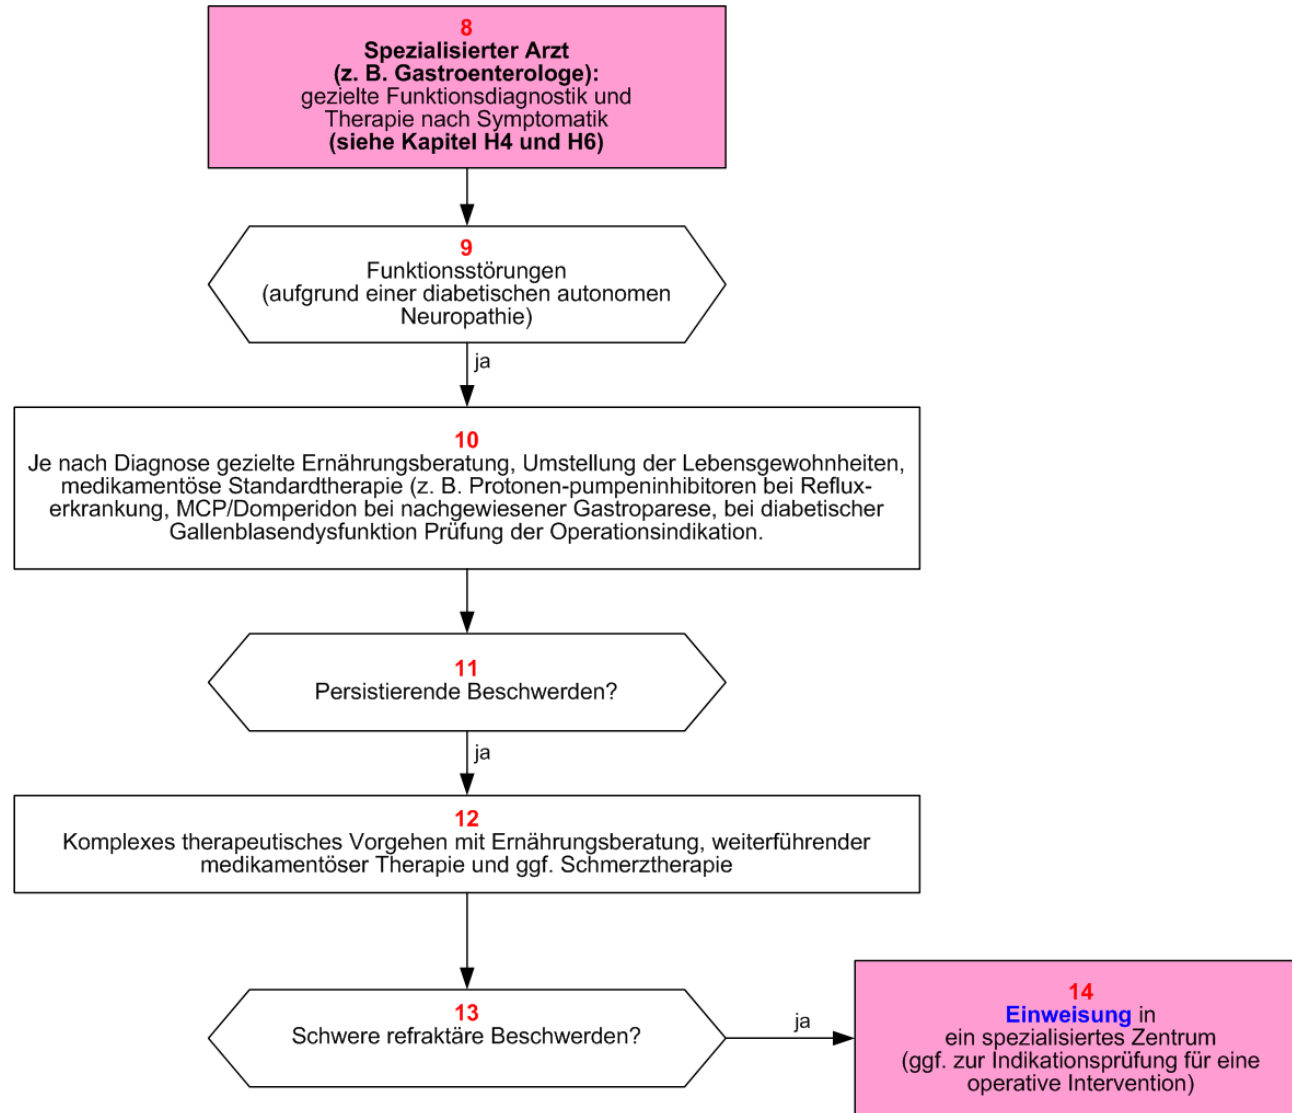 8
Spezialisierter Arzt
(z. B. Gastroenterologe):
gezielte Funktionsdiagnostik und
Therapie nach Symptomatik
(siehe Kapitel H4 und H6)
9
Funktionsstörungen
(aufgrund einer diabetischen autonomen
Neuropathie)
ja
10
Je nach Diagnose gezielte Ernährungsberatung, Umstellung der Lebensgewohnheiten,
medikamentöse Standardtherapie (z. B. Protonen-pumpeninhibitoren bei Reflux-
erkrankung, MCP/Domperidon bei nachgewiesener Gastroparese, bei diabetischer
Gallenblasendysfunktion Prüfung der Operationsindikation.
11
Persistierende Beschwerden?
ja
12
Komplexes therapeutisches Vorgehen mit Ernährungsberatung, weiterführender
medikamentöser Therapie und ggf. Schmerztherapie
13
Schwere refraktäre Beschwerden?
ja
14
Einweisung in
ein spezialisiertes Zentrum
(ggf. zur Indikationsprüfung für eine
operative Intervention)